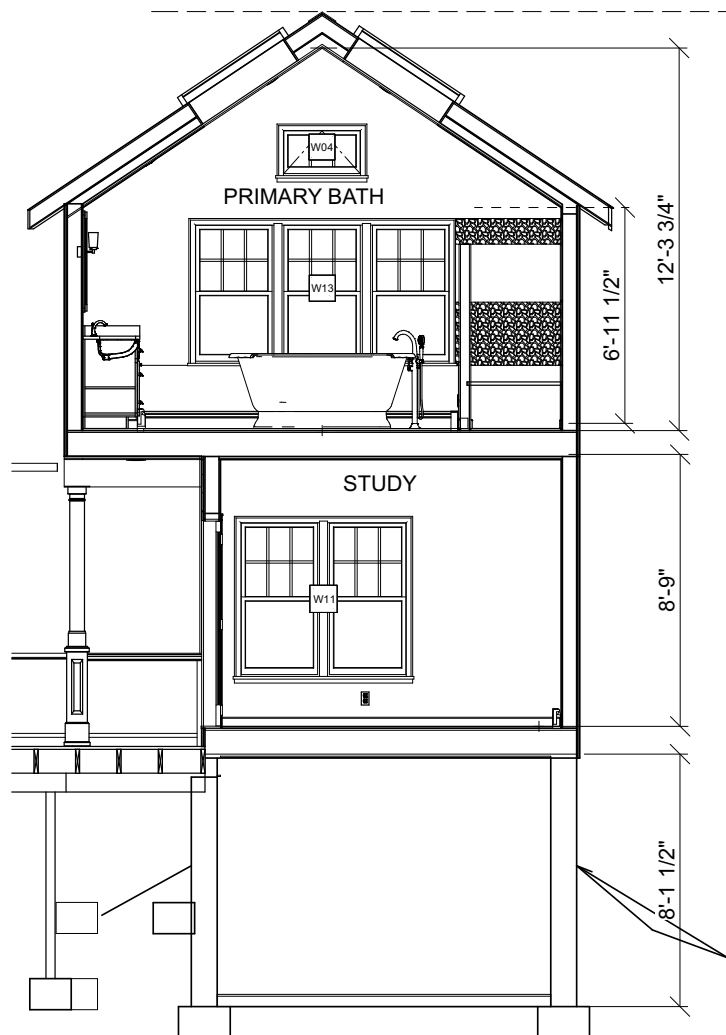 W04
PRIMARY BATH
12'-3 3/4"
6'-11 1/2"
W13
STUDY
8'-9"
W11
8'-1 1/2"